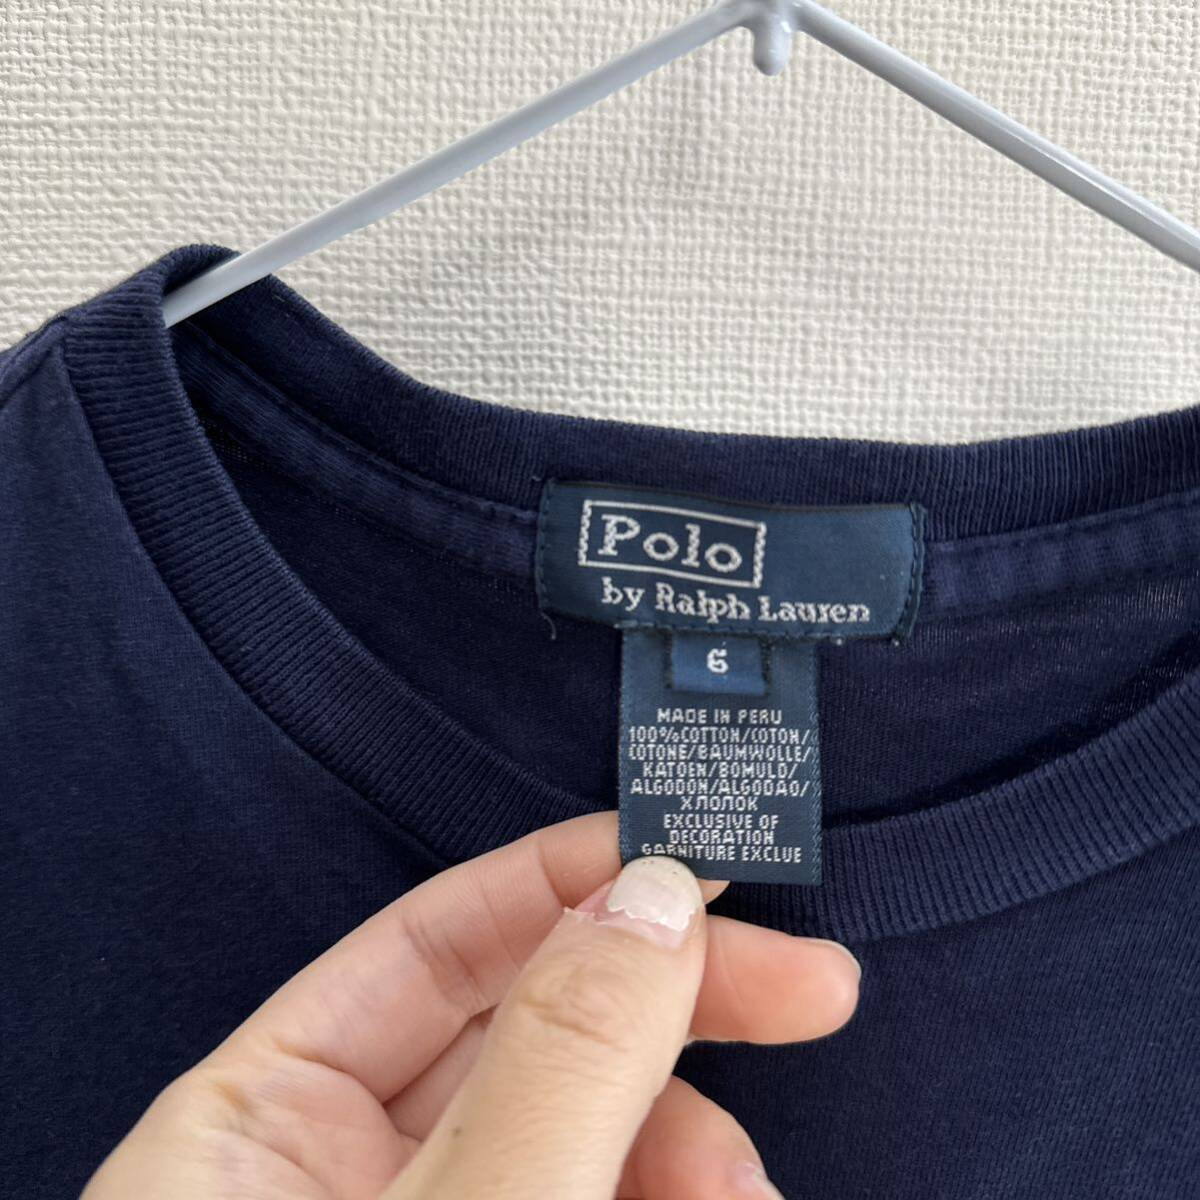 Polo
by Ralph Lauren
6
MADE IN PERU
100%COTTON/COTON/
COTONE/BAUMWOLLE/
KATOEN/BOMULD/
ALGODON/ALGODAO/
ХЛОПОК
EXCLUSIVE OF
DECORATION
GARNITURE EXCLUE